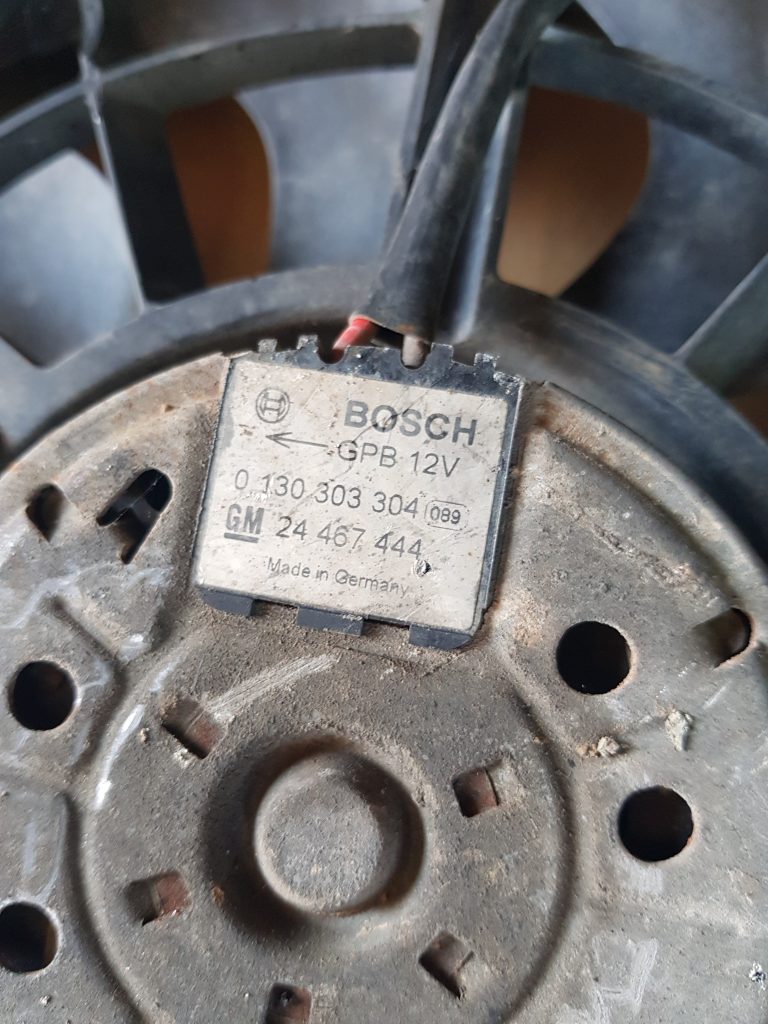 BOSCH
GPB 12V
0 130 303 304 089
GM 24 467 444
Made in Germany